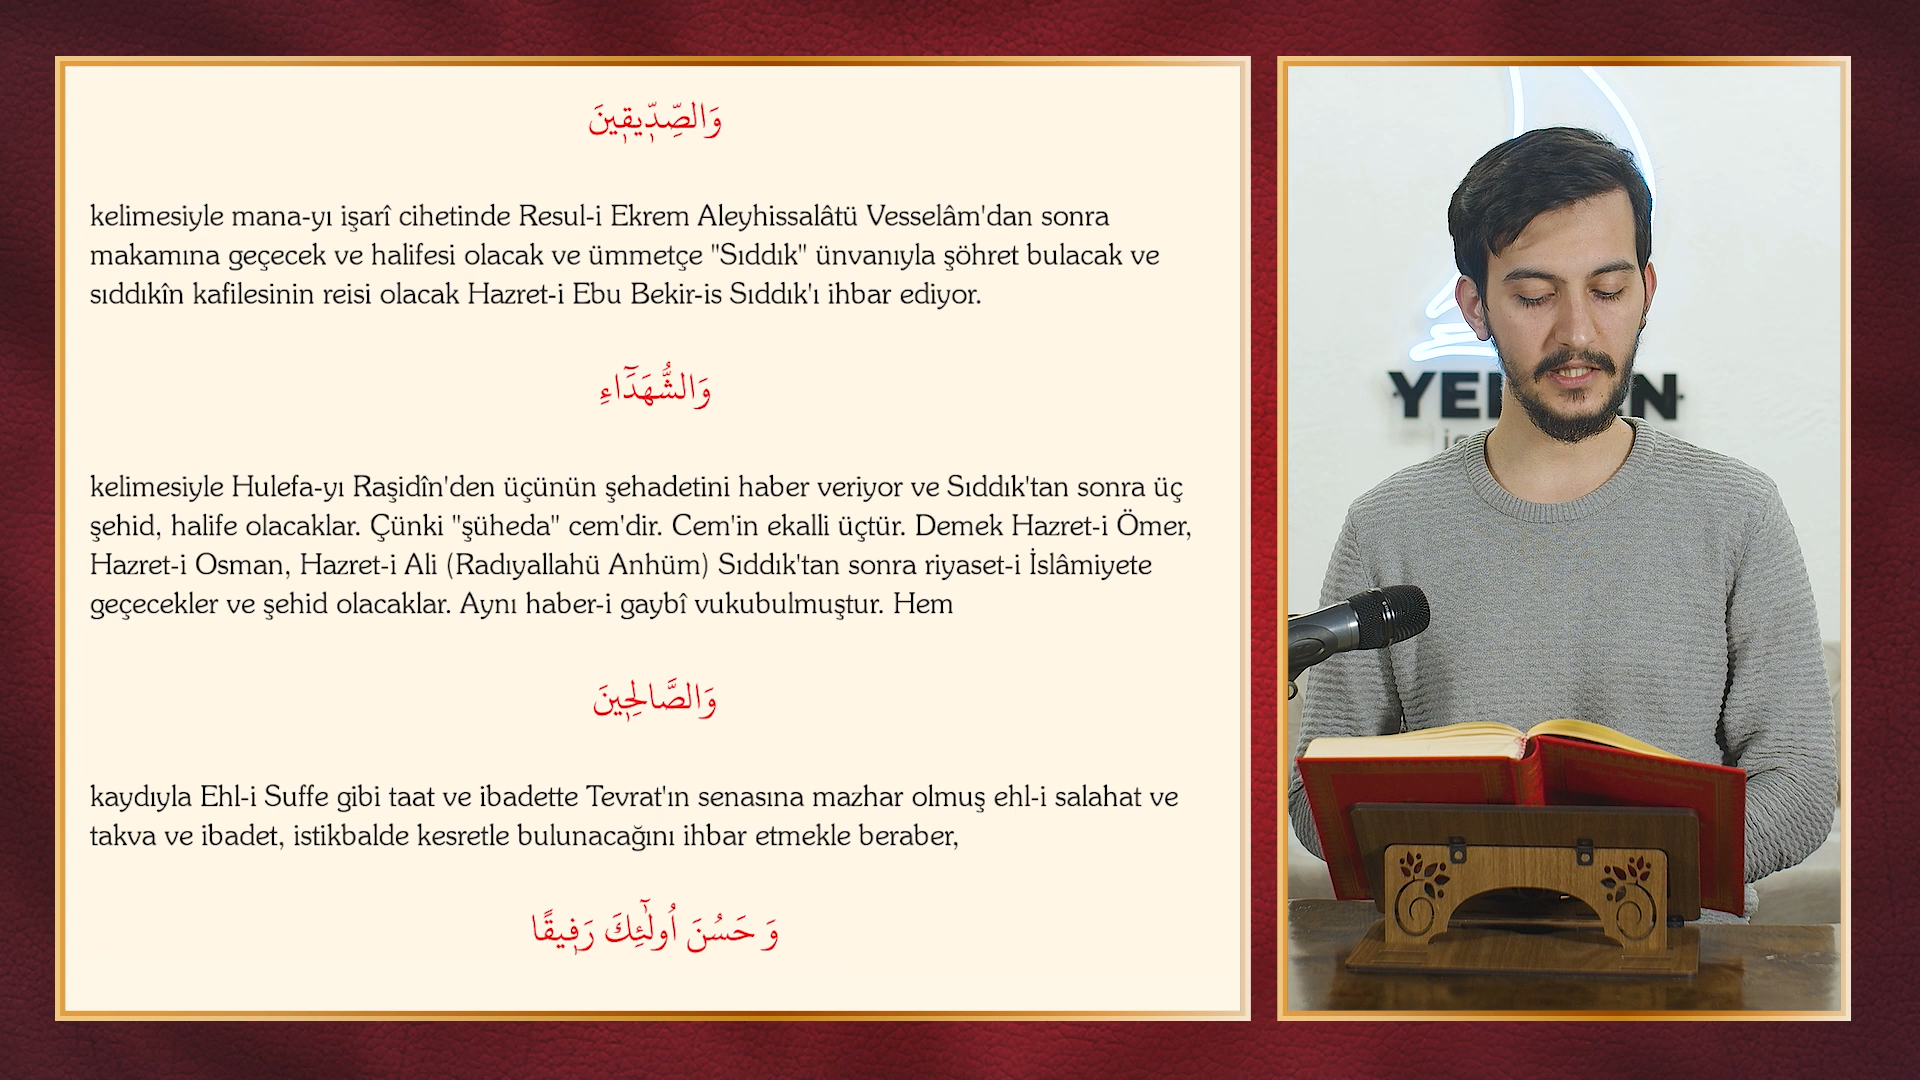 وَالصِّدّ۪يق۪ينَ
kelimesiyle mana-yı işarî cihetinde Resul-i Ekrem Aleyhissalâtü Vesselâm'dan sonra
makamına geçecek ve halifesi olacak ve ümmetçe "Sıddık" ünvanıyla şöhret bulacak ve
sıddıkîn kafilesinin reisi olacak Hazret-i Ebu Bekir-is Sıddık'ı ihbar ediyor.
وَالشُّهَدَٓاءِ
kelimesiyle Hulefa-yı Raşidîn'den üçünün şehadetini haber veriyor ve Sıddık'tan sonra üç
şehid, halife olacaklar. Çünki "şüheda" cem'dir. Cem'in ekalli üçtür. Demek Hazret-i Ömer,
Hazret-i Osman, Hazret-i Ali (Radıyallahü Anhüm) Sıddık'tan sonra riyaset-i İslâmiyete
geçecekler ve şehid olacaklar. Aynı haber-i gaybî vukubulmuştur. Hem
وَالصَّالِح۪ينَ
kaydıyla Ehl-i Suffe gibi taat ve ibadette Tevrat'ın senasına mazhar olmuş ehl-i salahat ve
takva ve ibadet, istikbalde kesretle bulunacağını ihbar etmekle beraber,
وَ حَسُنَ اُولٰٓئِكَ رَف۪يقًا